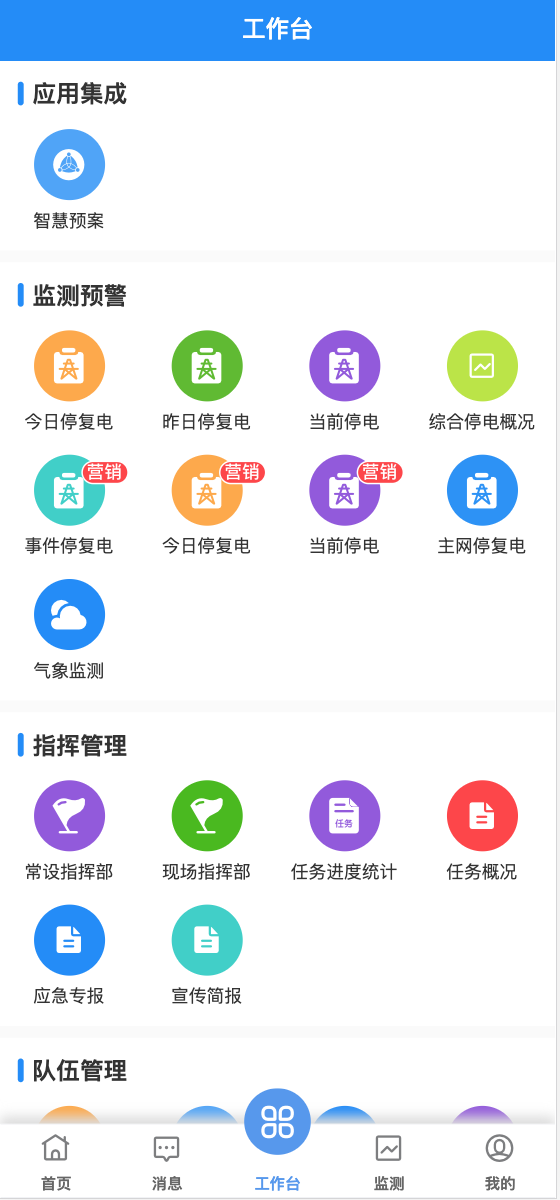 工作台
应用集成
智慧预案
监测预警
今日停复电
昨日停复电
当前停电
综合停电概况
营销
营销
营销
事件停复电
今日停复电
当前停电
主网停复电
气象监测
指挥管理
任务
常设指挥部
现场指挥部
任务进度统计
任务概况
应急专报
宣传简报
队伍管理
首页
消息
工作台
监测
我的